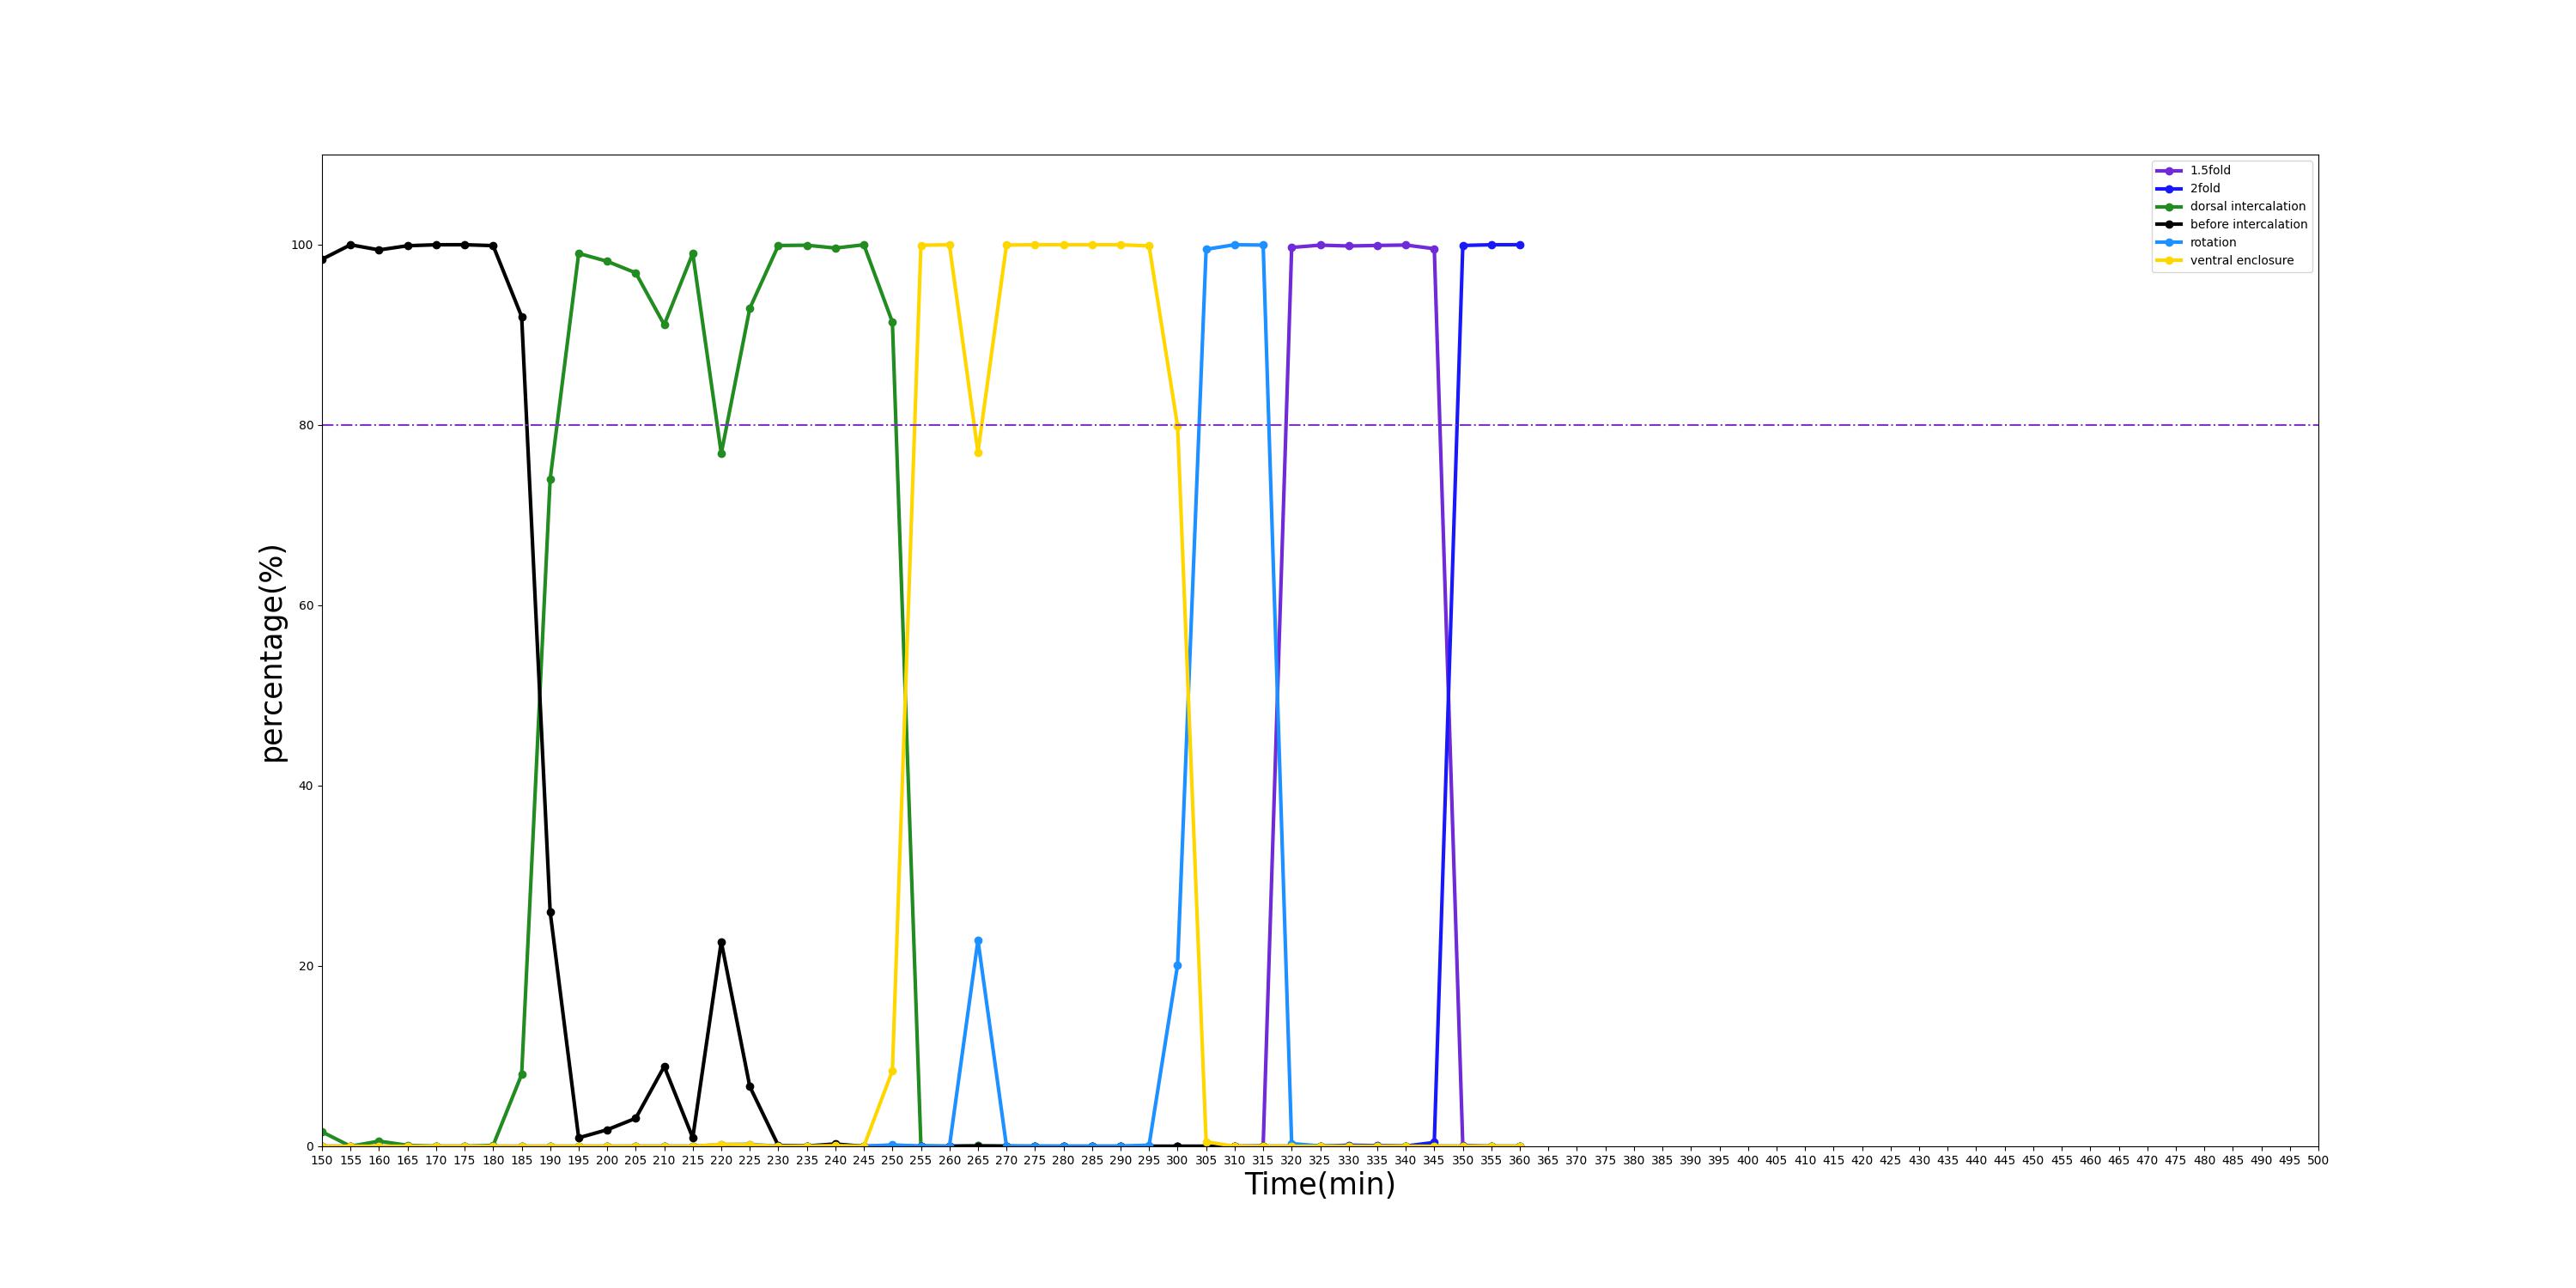 1.5fold
2fold
dorsal intercalation
before intercalation
rotation
ventral enclosure
100
80
60
40
20
0
percentage(%)
150 155 160 165 170 175 180 185 190 195 200 205 210 215 220 225 230 235 240 245 250 255 260 265 270 275 280 285 290 295 300 305 310 315 320 325 330 335 340 345 350 355 360 365 370 375 380 385 390 395 400 405 410 415 420 425 430 435 440 445 450 455 460 465 470 475 480 485 490 495 500
Time(min)